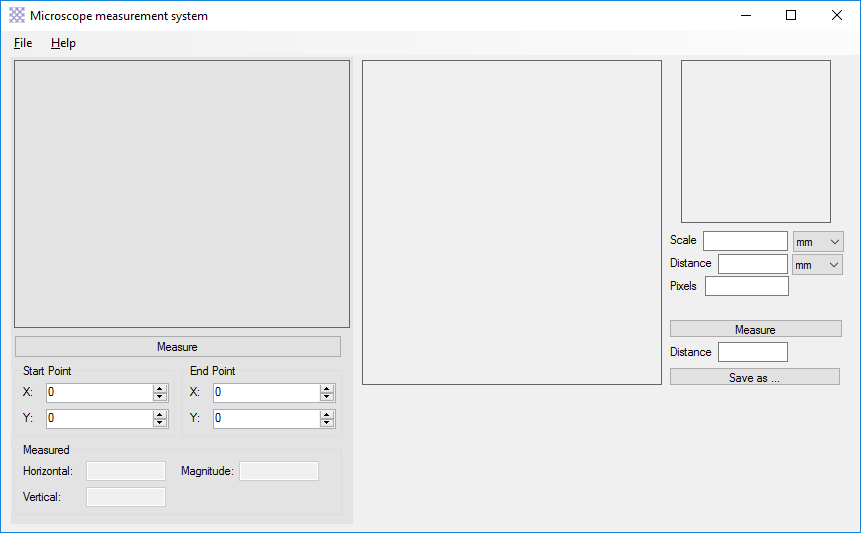 Microscope measurement system
File Help
Measure
Start Point
X: 0
Y: 0
End Point
X: 0
Y: 0
Measured
Horizontal:
Magnitude:
Vertical:
Scale mm
Distance mm
Pixels
Measure
Distance
Save as ...